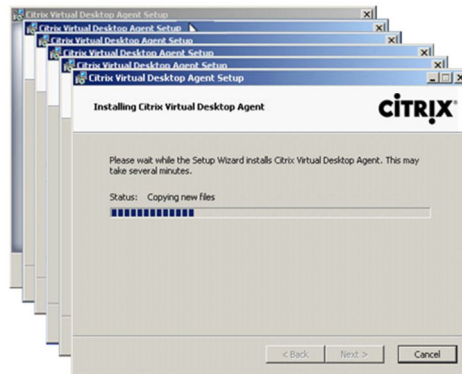 Citrix Virtual Desktop Agent Setup
Citrix Virtual Desktop Agent Setup
Citrix Virtual Desktop Agent Setup
Citrix Virtual Desktop Agent Setup
Citrix Virtual Desktop Agent Setup
Citrix Virtual Desktop Agent Setup
Installing Citrix Virtual Desktop Agent
CITRIX
Please wait while the Setup Wizard installs Citrix Virtual Desktop Agent. This may
take several minutes.
Status: Copying new files
< Back Next > Cancel